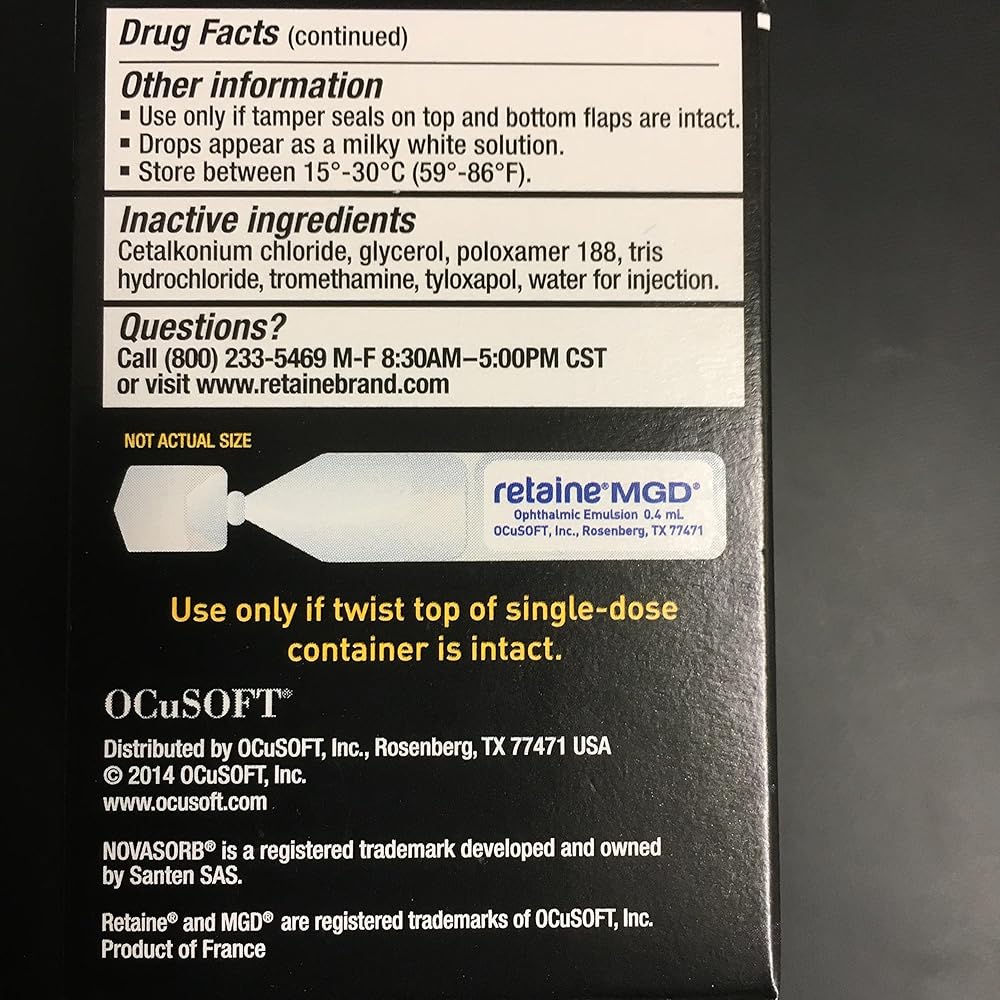 Drug Facts (continued)
Other information
▪ Use only if tamper seals on top and bottom flaps are intact.
▪ Drops appear as a milky white solution.
▪ Store between 15°-30°C (59°-86°F).
Inactive ingredients
Cetalkonium chloride, glycerol, poloxamer 188, tris
hydrochloride, tromethamine, tyloxapol, water for injection.
Questions?
Call (800) 233-5469 M-F 8:30AM–5:00PM CST
or visit www.retainebrand.com
NOT ACTUAL SIZE
retaine® MGD®
Ophthalmic Emulsion 0.4 mL
OCuSOFT, Inc., Rosenberg, TX 77471
Use only if twist top of single-dose
container is intact.
OCuSOFT®
Distributed by OCuSOFT, Inc., Rosenberg, TX 77471 USA
© 2014 OCuSOFT, Inc.
www.ocusoft.com
NOVASORB® is a registered trademark developed and owned
by Santen SAS.
Retaine® and MGD® are registered trademarks of OCuSOFT, Inc.
Product of France